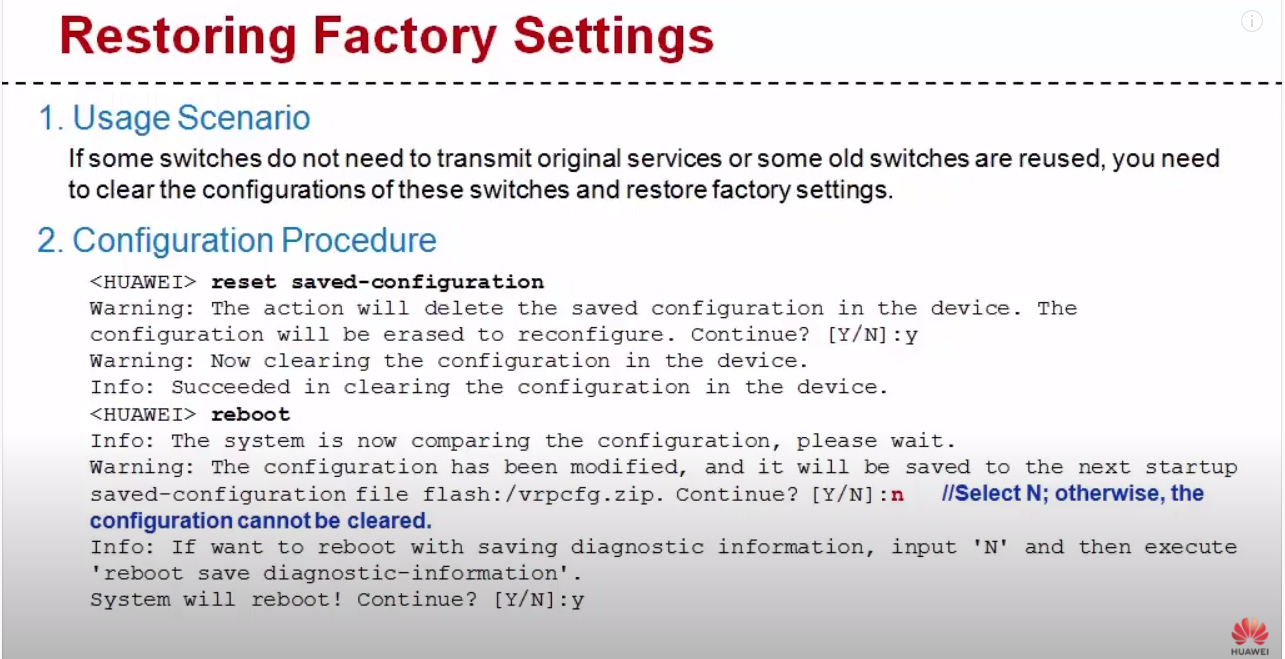 Restoring Factory Settings
1. Usage Scenario
If some switches do not need to transmit original services or some old switches are reused, you need
to clear the configurations of these switches and restore factory settings.
2. Configuration Procedure
<HUAWEI> reset saved-configuration
Warning: The action will delete the saved configuration in the device. The
configuration will be erased to reconfigure. Continue? [Y/N]:y
Warning: Now clearing the configuration in the device.
Info: Succeeded in clearing the configuration in the device.
<HUAWEI> reboot
Info: The system is now comparing the configuration, please wait.
Warning: The configuration has been modified, and it will be saved to the next startup
saved-configuration file flash:/vrpcfg.zip. Continue? [Y/N]:n //Select N; otherwise, the
configuration cannot be cleared.
Info: If want to reboot with saving diagnostic information, input 'N' and then execute
'reboot save diagnostic-information'.
System will reboot! Continue? [Y/N]:y
HUAWEI